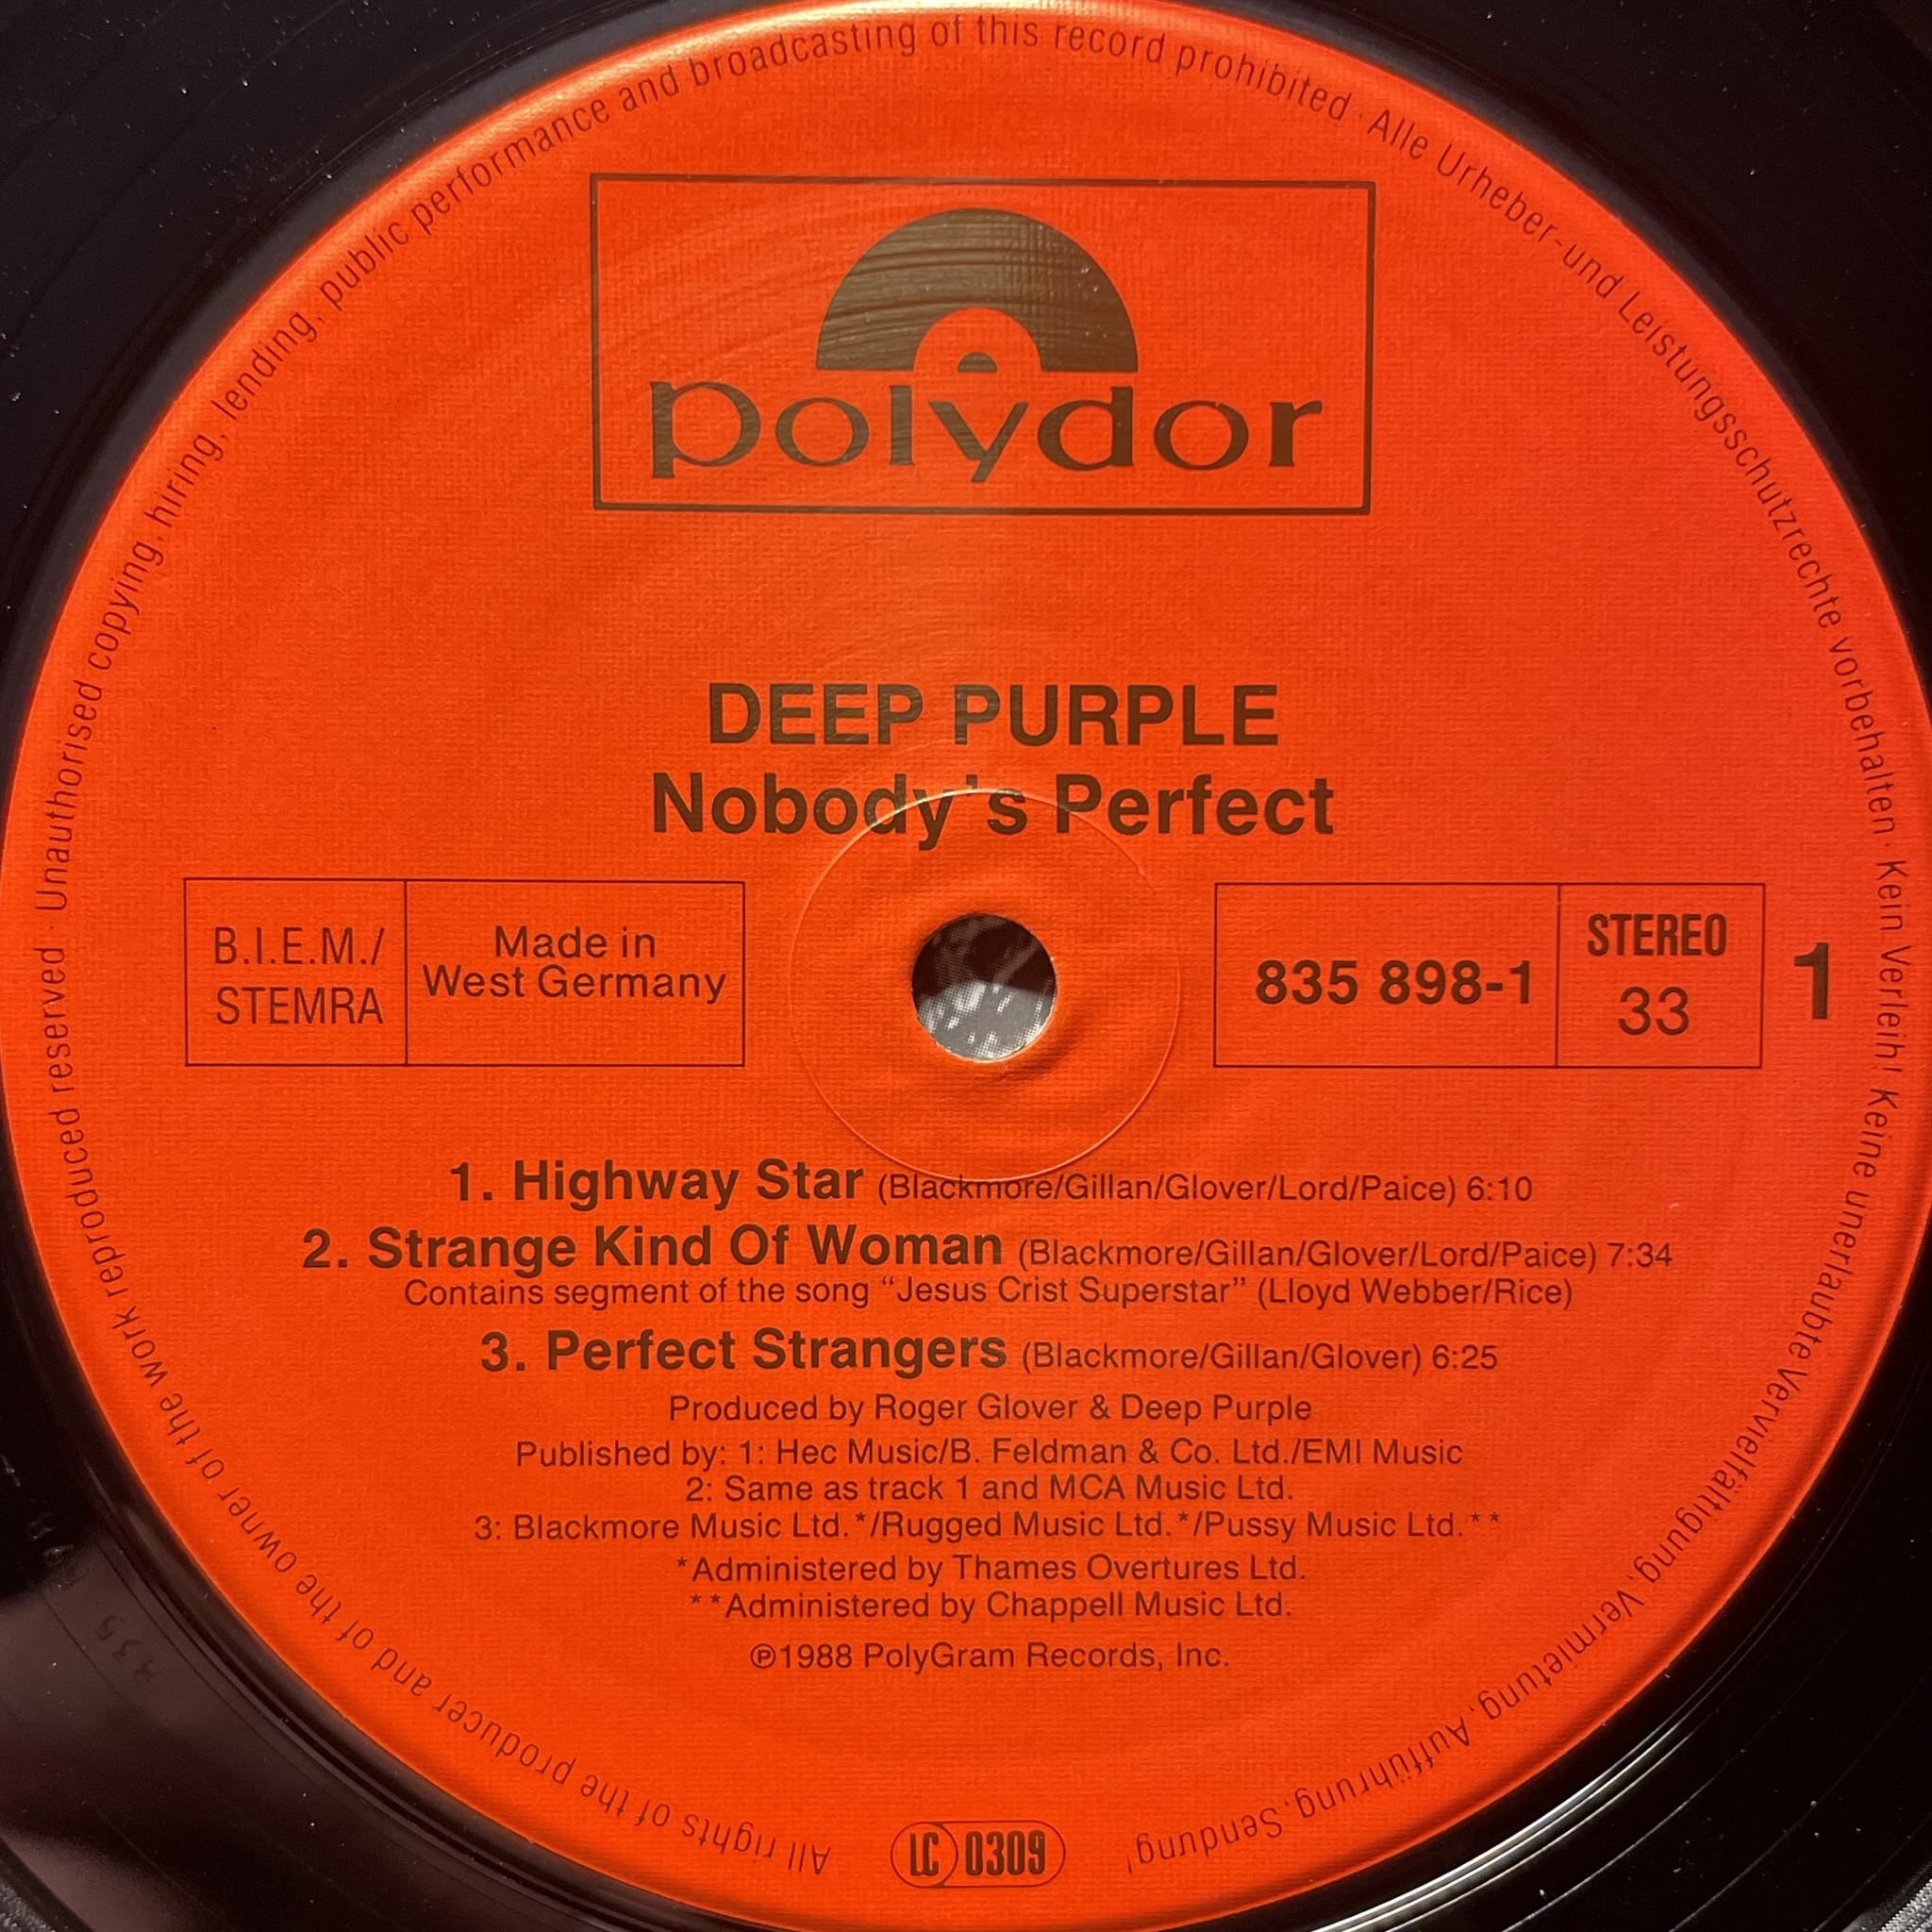 All rights of the producer and of the owner of the work reproduced reserved · Unauthorised copying, hiring, lending, public performance and broadcasting of this record prohibited · Alle Urheber- und Leistungsschutzrechte vorbehalten · Kein Verleih! Keine unerlaubte Vervielfältigung, Vermietung, Aufführung, Sendung!
polydor
DEEP PURPLE
Nobody's Perfect
B.I.E.M./
STEMRA
Made in
West Germany
835 898-1
STEREO
33
1
1. Highway Star (Blackmore/Gillan/Glover/Lord/Paice) 6:10
2. Strange Kind Of Woman (Blackmore/Gillan/Glover/Lord/Paice) 7:34
Contains segment of the song “Jesus Crist Superstar” (Lloyd Webber/Rice)
3. Perfect Strangers (Blackmore/Gillan/Glover) 6:25
Produced by Roger Glover & Deep Purple
Published by: 1: Hec Music/B. Feldman & Co. Ltd./EMI Music
2: Same as track 1 and MCA Music Ltd.
3: Blackmore Music Ltd.*/Rugged Music Ltd.*/Pussy Music Ltd.**
*Administered by Thames Overtures Ltd.
**Administered by Chappell Music Ltd.
℗1988 PolyGram Records, Inc.
LC 0309